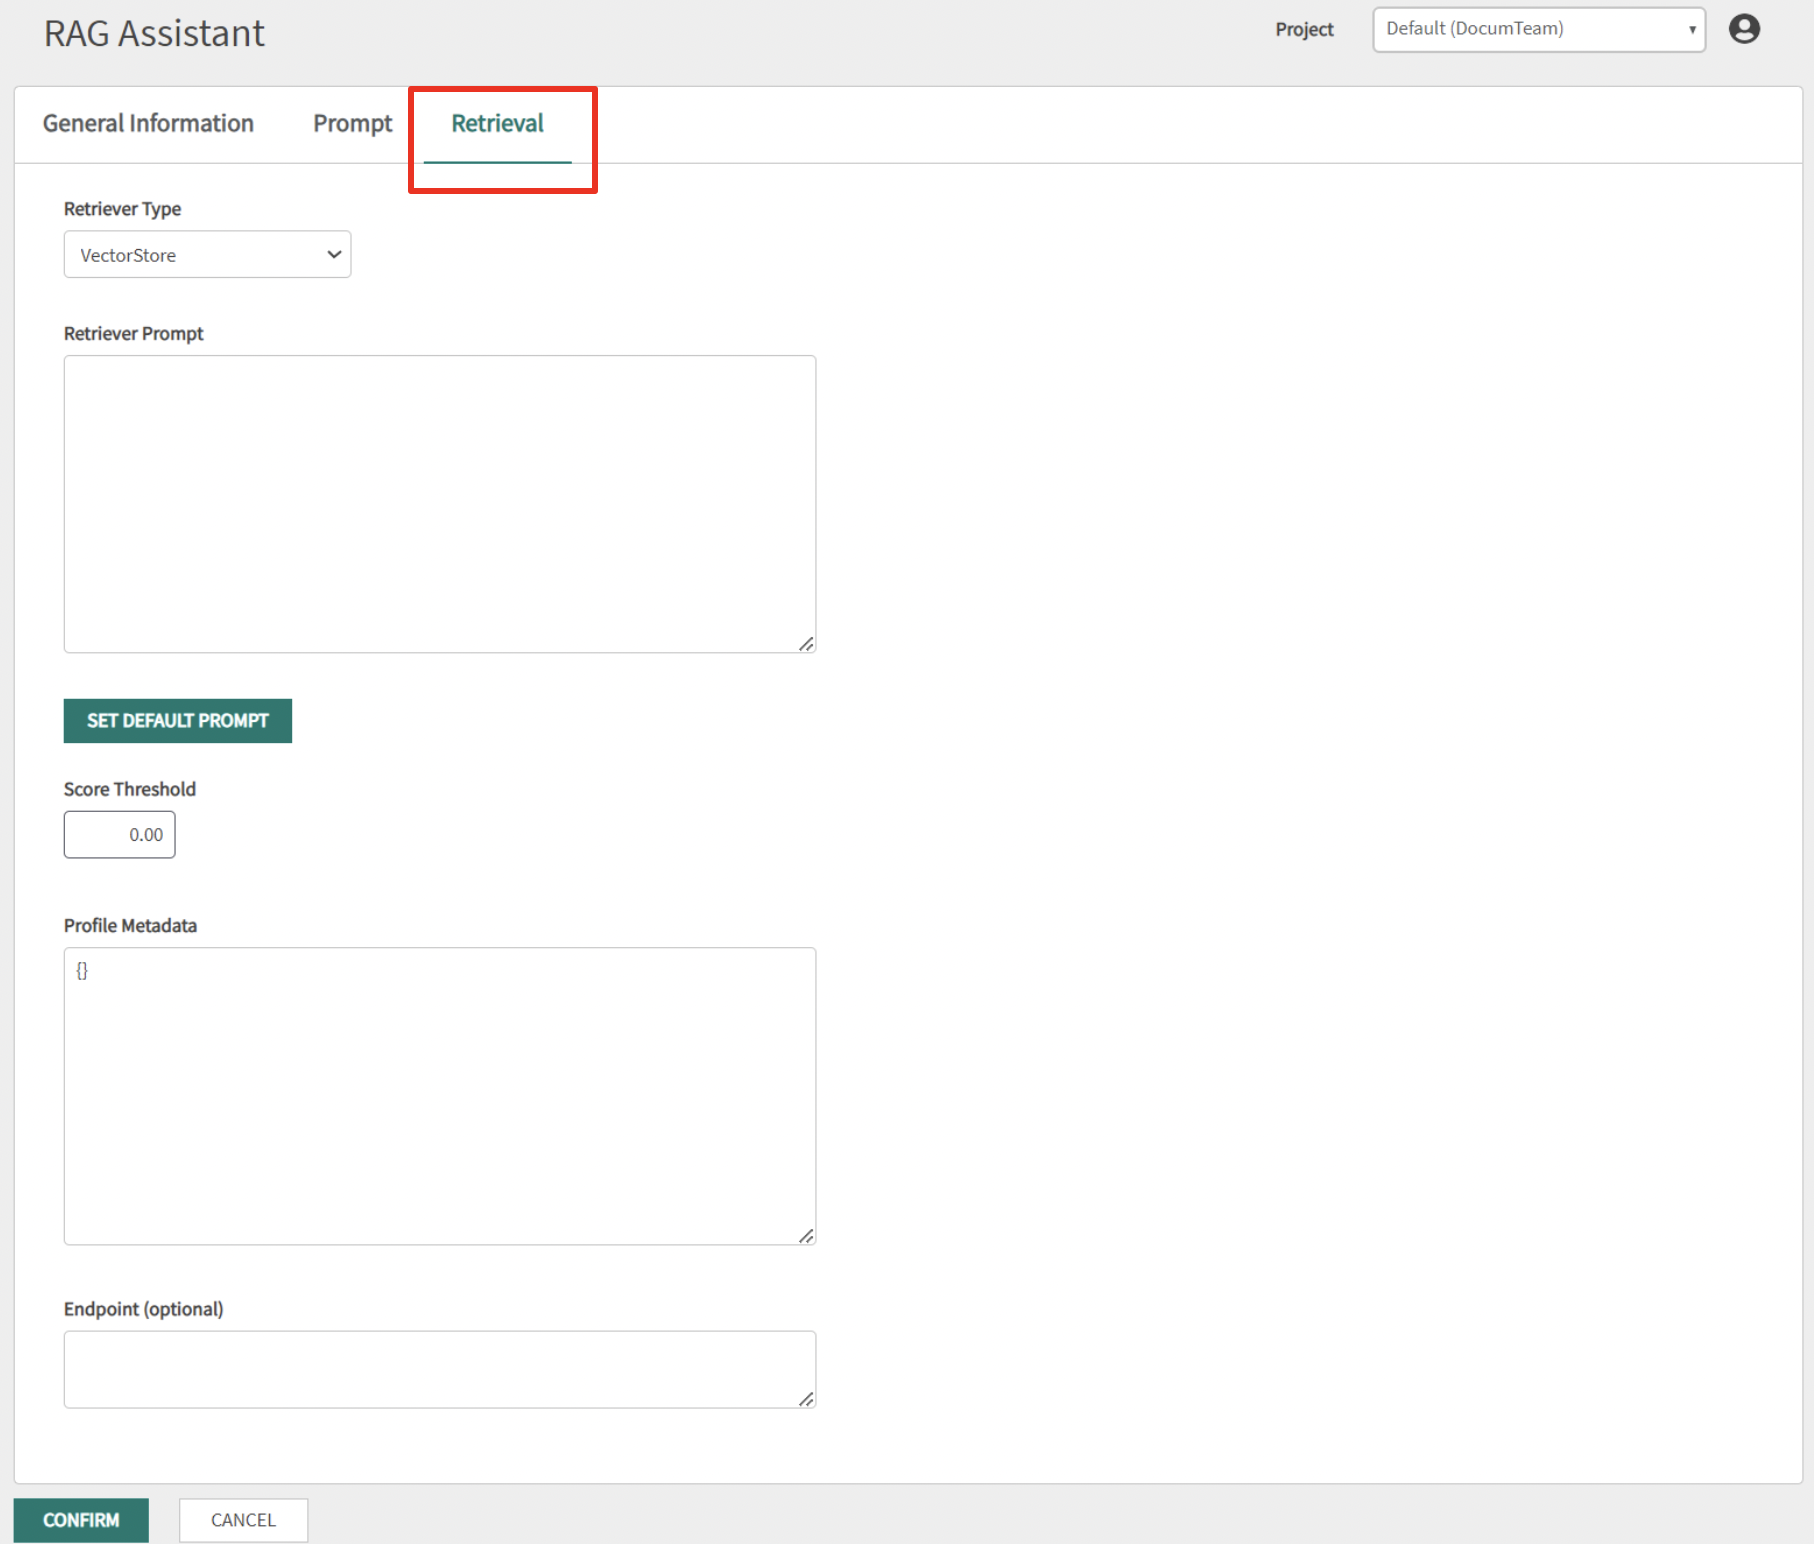 RAG Assistant
Project
Default (DocumTeam)
General Information
Prompt
Retrieval
Retriever Type
VectorStore
Retriever Prompt
SET DEFAULT PROMPT
Score Threshold
0.00
Profile Metadata
{}
Endpoint (optional)
CONFIRM
CANCEL